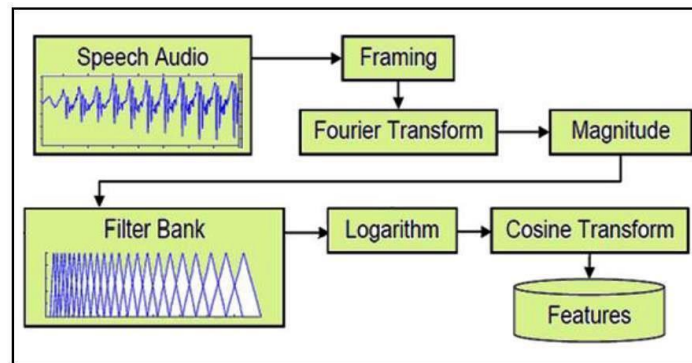 Speech Audio
Framing
Fourier Transform
Magnitude
Filter Bank
Logarithm
Cosine Transform
Features